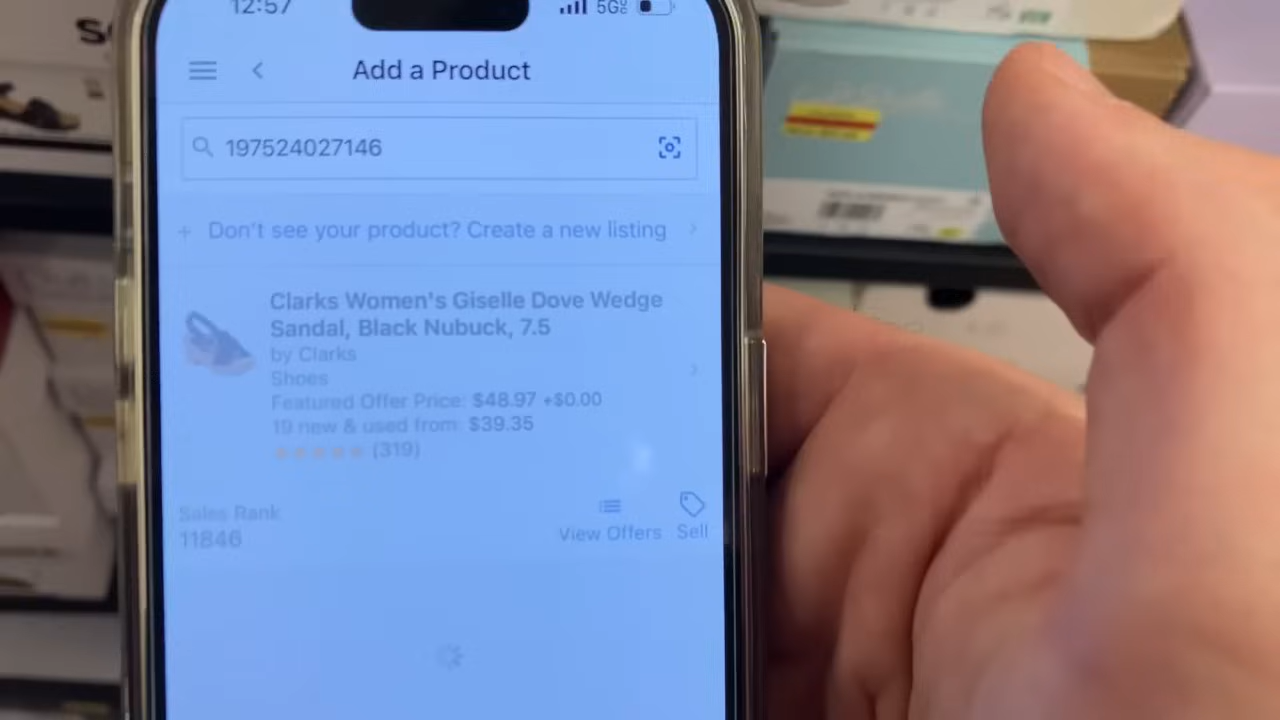 12:57
5G
Add a Product
197524027146
+ Don't see your product? Create a new listing
Clarks Women's Giselle Dove Wedge
Sandal, Black Nubuck, 7.5
by Clarks
Shoes
Featured Offer Price: $48.97 +$0.00
19 new & used from: $39.35
(319)
Sales Rank
11846
View Offers
Sell